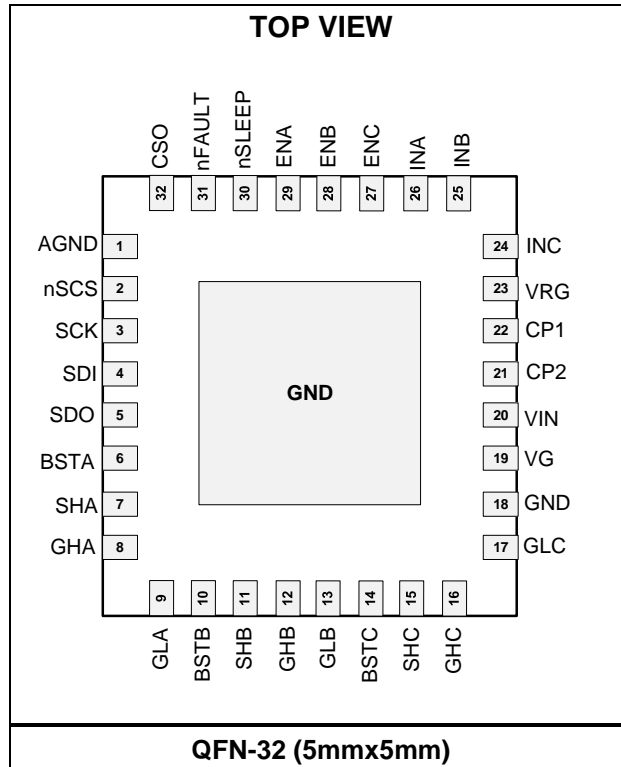 TOP VIEW
CSO nFAULT nSLEEP ENA ENB ENC INA INB
32 31 30 29 28 27 26 25
AGND 1 24 INC
nSCS 2 23 VRG
SCK 3 22 CP1
SDI 4 21 CP2
GND
SDO 5 20 VIN
BSTA 6 19 VG
SHA 7 18 GND
GHA 8 17 GLC
9 10 11 12 13 14 15 16
GLA BSTB SHB GHB GLB BSTC SHC GHC
QFN-32 (5mmx5mm)